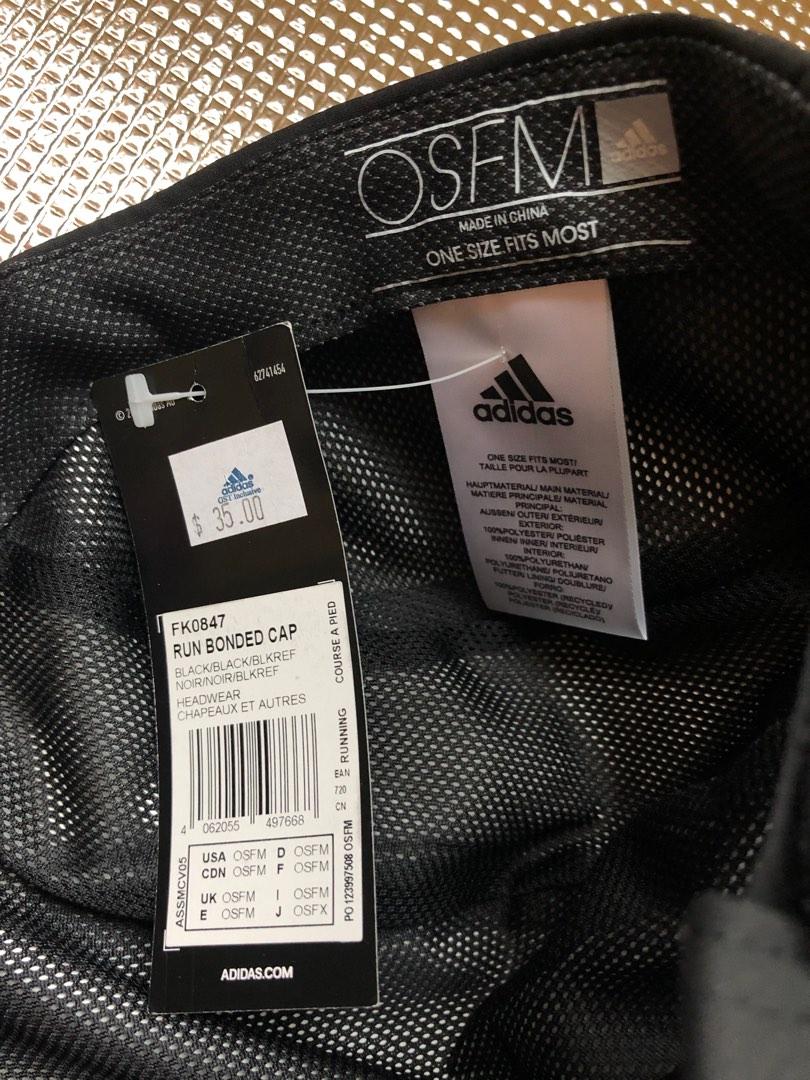 OSFM
adidas
MADE IN CHINA
ONE SIZE FITS MOST
adidas
ONE SIZE FITS MOST/
TAILLE POUR LA PLUPART
HAUPTMATERIAL/ MAIN MATERIAL/
MATIERE PRINCIPALE/ MATERIAL
PRINCIPAL:
AUSSEN/ OUTER/ EXTÉRIEUR/
EXTERIOR:
100%POLYESTER/ POLIÉSTER
INNEN/ INNER/ INTERIEUR/
INTERIOR:
100%POLYURETHAN/
POLYURETHANE/ POLIURETANO
FUTTER/ LINING/ DOUBLURE/
FORRO:
100%POLYESTER (RECYCLED)/
POLYESTER (RECYCLÉ)/
POLIÉSTER (RECICLADO)
62741454
©
adidas
GST Inclusive
$ 35.00
FK0847
RUN BONDED CAP
BLACK/BLACK/BLKREF
NOIR/NOIR/BLKREF
HEADWEAR
CHAPEAUX ET AUTRES
RUNNING COURSE A PIED
EAN
720
CN
4 062055 497668
ASSMCV05
USA OSFM D OSFM
CDN OSFM F OSFM
UK OSFM I OSFM
E OSFM J OSFX
PO 123997508 OSFM
ADIDAS.COM